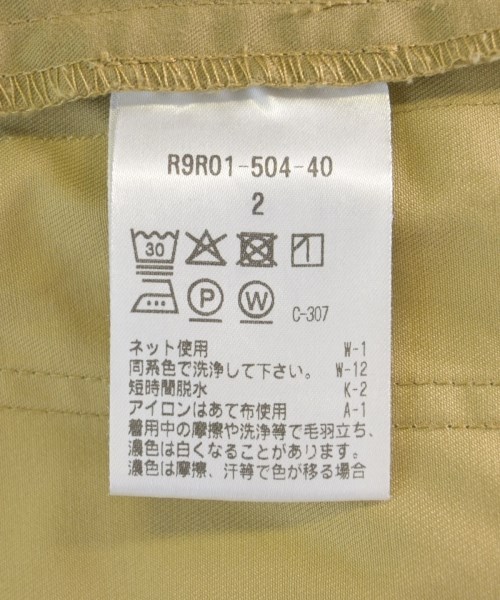 R9R01-504-40
2
30
P W C-307
ネット使用 W-1
同系色で洗浄して下さい。 W-12
短時間脱水 K-2
アイロンはあて布使用 A-1
着用中の摩擦や洗浄等で毛羽立ち、
濃色は白くなることがあります。
濃色は摩擦、汗等で色が移る場合